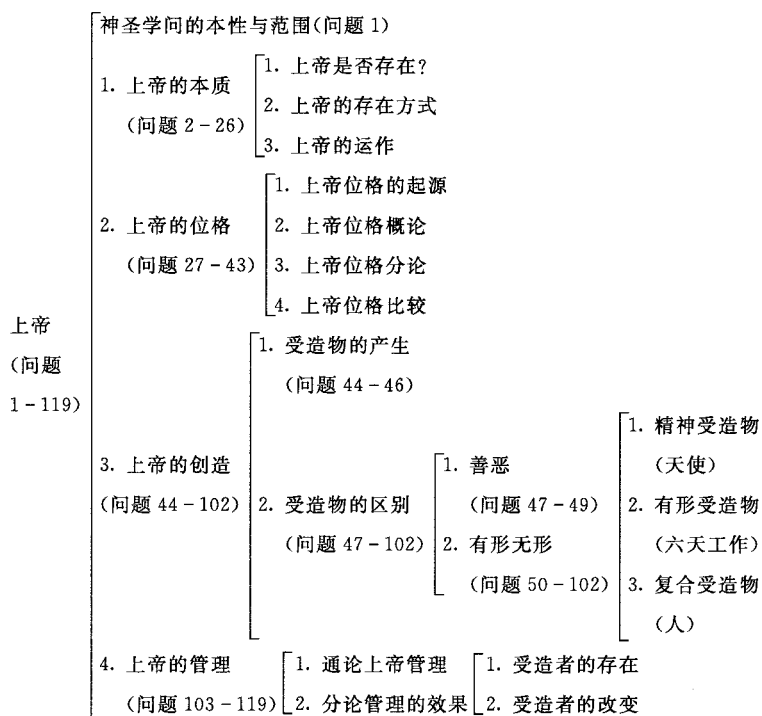 神圣学问的本性与范围(问题 1)
1. 上帝的本质
(问题 2-26)
1. 上帝是否存在?
2. 上帝的存在方式
3. 上帝的运作
2. 上帝的位格
(问题 27-43)
1. 上帝位格的起源
2. 上帝位格概论
3. 上帝位格分论
4. 上帝位格比较
上帝
(问题
1-119)
3. 上帝的创造
(问题 44-102)
1. 受造物的产生
(问题 44-46)
2. 受造物的区别
(问题 47-102)
1. 善恶
(问题 47-49)
2. 有形无形
(问题 50-102)
1. 精神受造物
(天使)
2. 有形受造物
(六天工作)
3. 复合受造物
(人)
4. 上帝的管理
(问题 103-119)
1. 通论上帝管理
2. 分论管理的效果
1. 受造者的存在
2. 受造者的改变